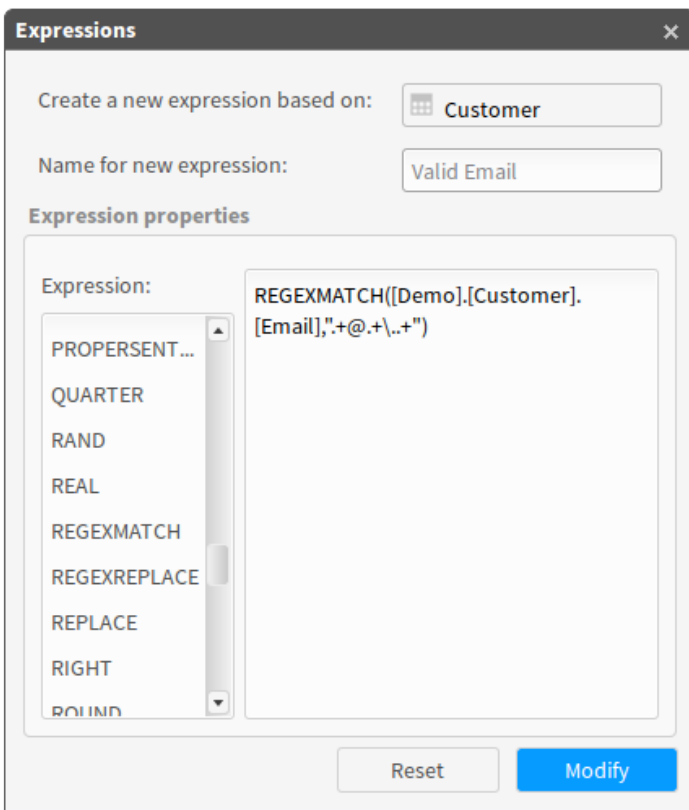 Expressions
Create a new expression based on: Customer
Name for new expression: Valid Email
Expression properties
Expression:
PROPERSENT...
QUARTER
RAND
REAL
REGEXMATCH
REGEXREPLACE
REPLACE
RIGHT
ROUND
REGEXMATCH([Demo].[Customer].
[Email],".+@.+\..+")
Reset Modify